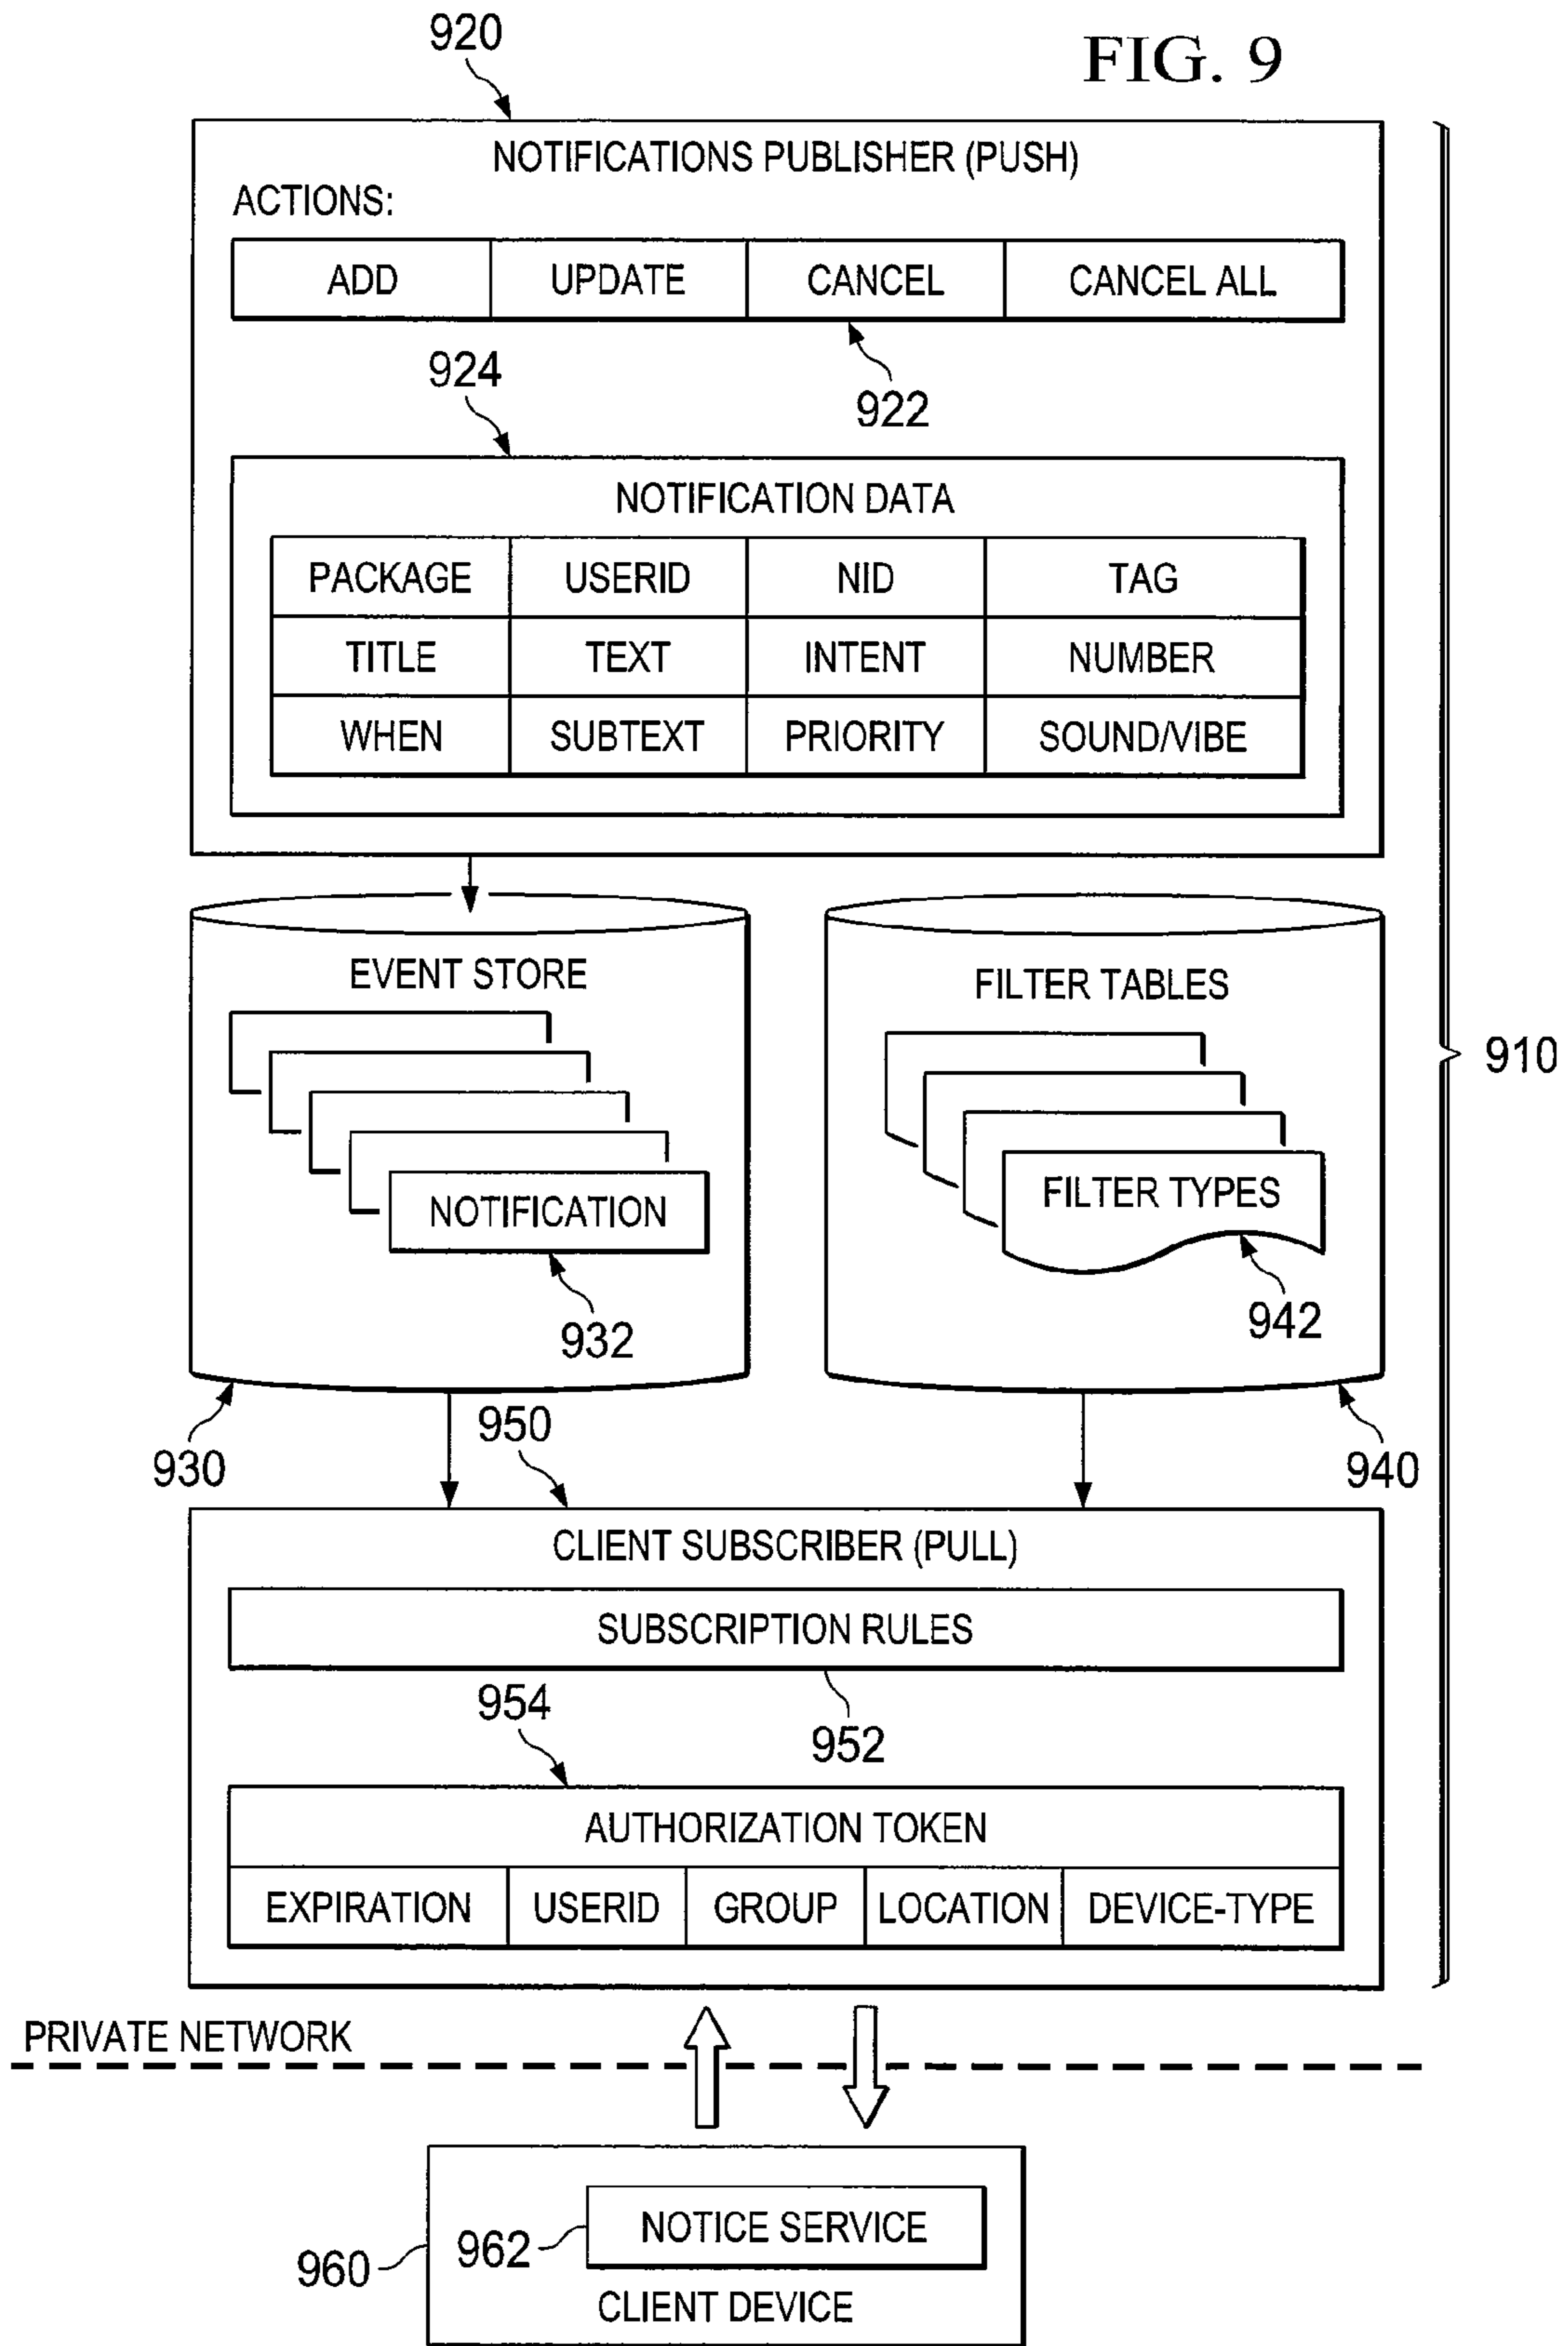 920
FIG. 9
NOTIFICATIONS PUBLISHER (PUSH)
ACTIONS:
ADD UPDATE CANCEL CANCEL ALL
924
922
NOTIFICATION DATA
PACKAGE USERID NID TAG
TITLE TEXT INTENT NUMBER
WHEN SUBTEXT PRIORITY SOUND/VIBE
EVENT STORE
FILTER TABLES
910
FILTER TYPES
NOTIFICATION
942
932
950
930
940
CLIENT SUBSCRIBER (PULL)
SUBSCRIPTION RULES
954
952
AUTHORIZATION TOKEN
EXPIRATION USERID GROUP LOCATION DEVICE-TYPE
PRIVATE NETWORK
NOTICE SERVICE
962
960
CLIENT DEVICE